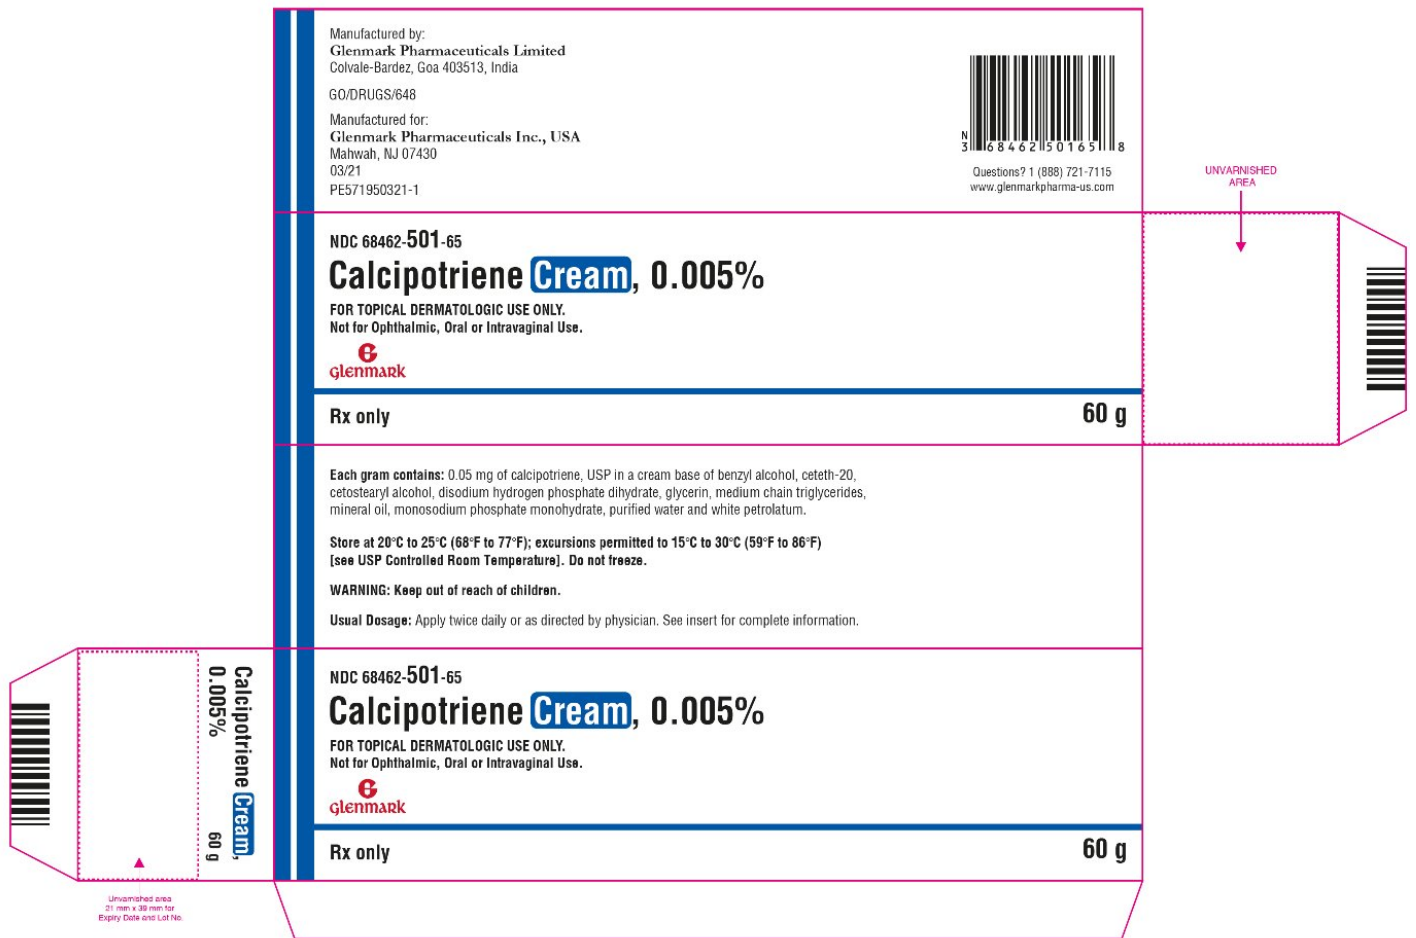 Manufactured by:
Glenmark Pharmaceuticals Limited
Colvale-Bardez, Goa 403513, India
GO/DRUGS/648
Manufactured for:
Glenmark Pharmaceuticals Inc., USA
Mahwah, NJ 07430
03/21
PE571950321-1
N
3 68462 50165 8
Questions? 1 (888) 721-7115
www.glenmarkpharma-us.com
UNVARNISHED
AREA
NDC 68462-501-65
Calcipotriene Cream, 0.005%
FOR TOPICAL DERMATOLOGIC USE ONLY.
Not for Ophthalmic, Oral or Intravaginal Use.
glenmark
Rx only
60 g
Each gram contains: 0.05 mg of calcipotriene, USP in a cream base of benzyl alcohol, ceteth-20,
cetostearyl alcohol, disodium hydrogen phosphate dihydrate, glycerin, medium chain triglycerides,
mineral oil, monosodium phosphate monohydrate, purified water and white petrolatum.
Store at 20°C to 25°C (68°F to 77°F); excursions permitted to 15°C to 30°C (59°F to 86°F)
[see USP Controlled Room Temperature]. Do not freeze.
WARNING: Keep out of reach of children.
Usual Dosage: Apply twice daily or as directed by physician. See insert for complete information.
Calcipotriene Cream,
0.005%
60 g
Unvarnished area
21 mm x 39 mm for
Expiry Date and Lot No.
NDC 68462-501-65
Calcipotriene Cream, 0.005%
FOR TOPICAL DERMATOLOGIC USE ONLY.
Not for Ophthalmic, Oral or Intravaginal Use.
glenmark
Rx only
60 g